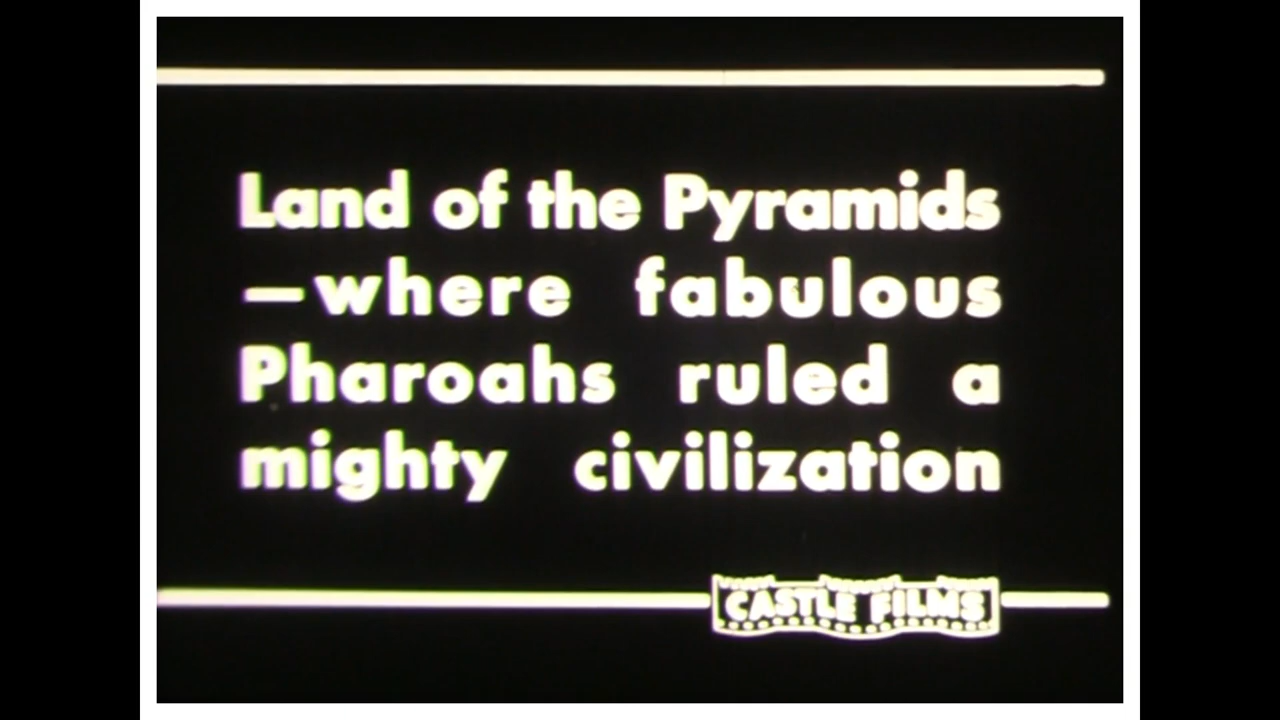 Land of the Pyramids
—where fabulous
Pharoahs ruled a
mighty civilization
CASTLE FILMS